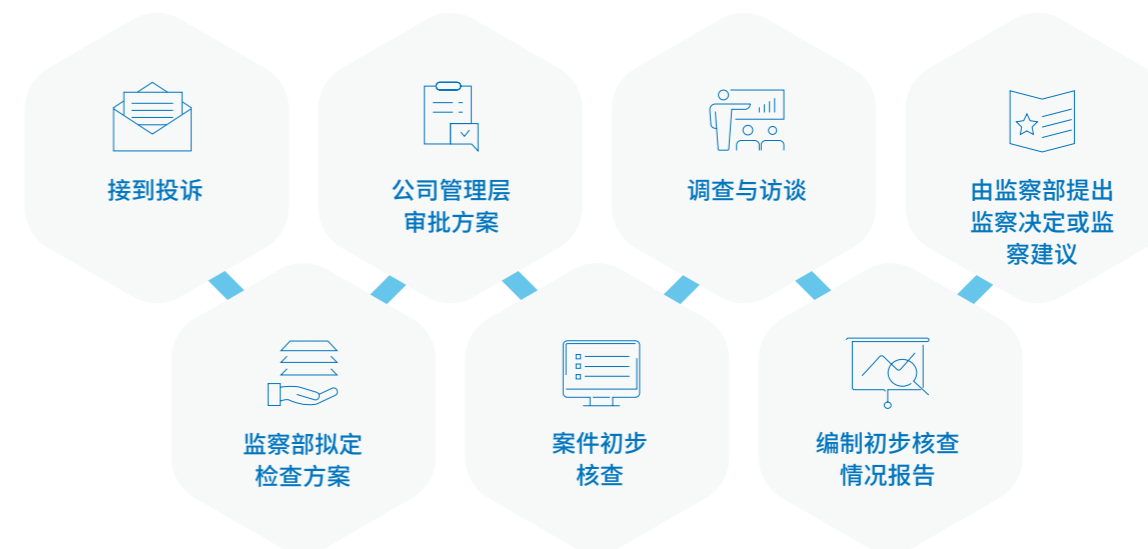 接到投诉
公司管理层
审批方案
调查与访谈
由监察部提出
监察决定或监
察建议
监察部拟定
检查方案
案件初步
核查
编制初步核查
情况报告